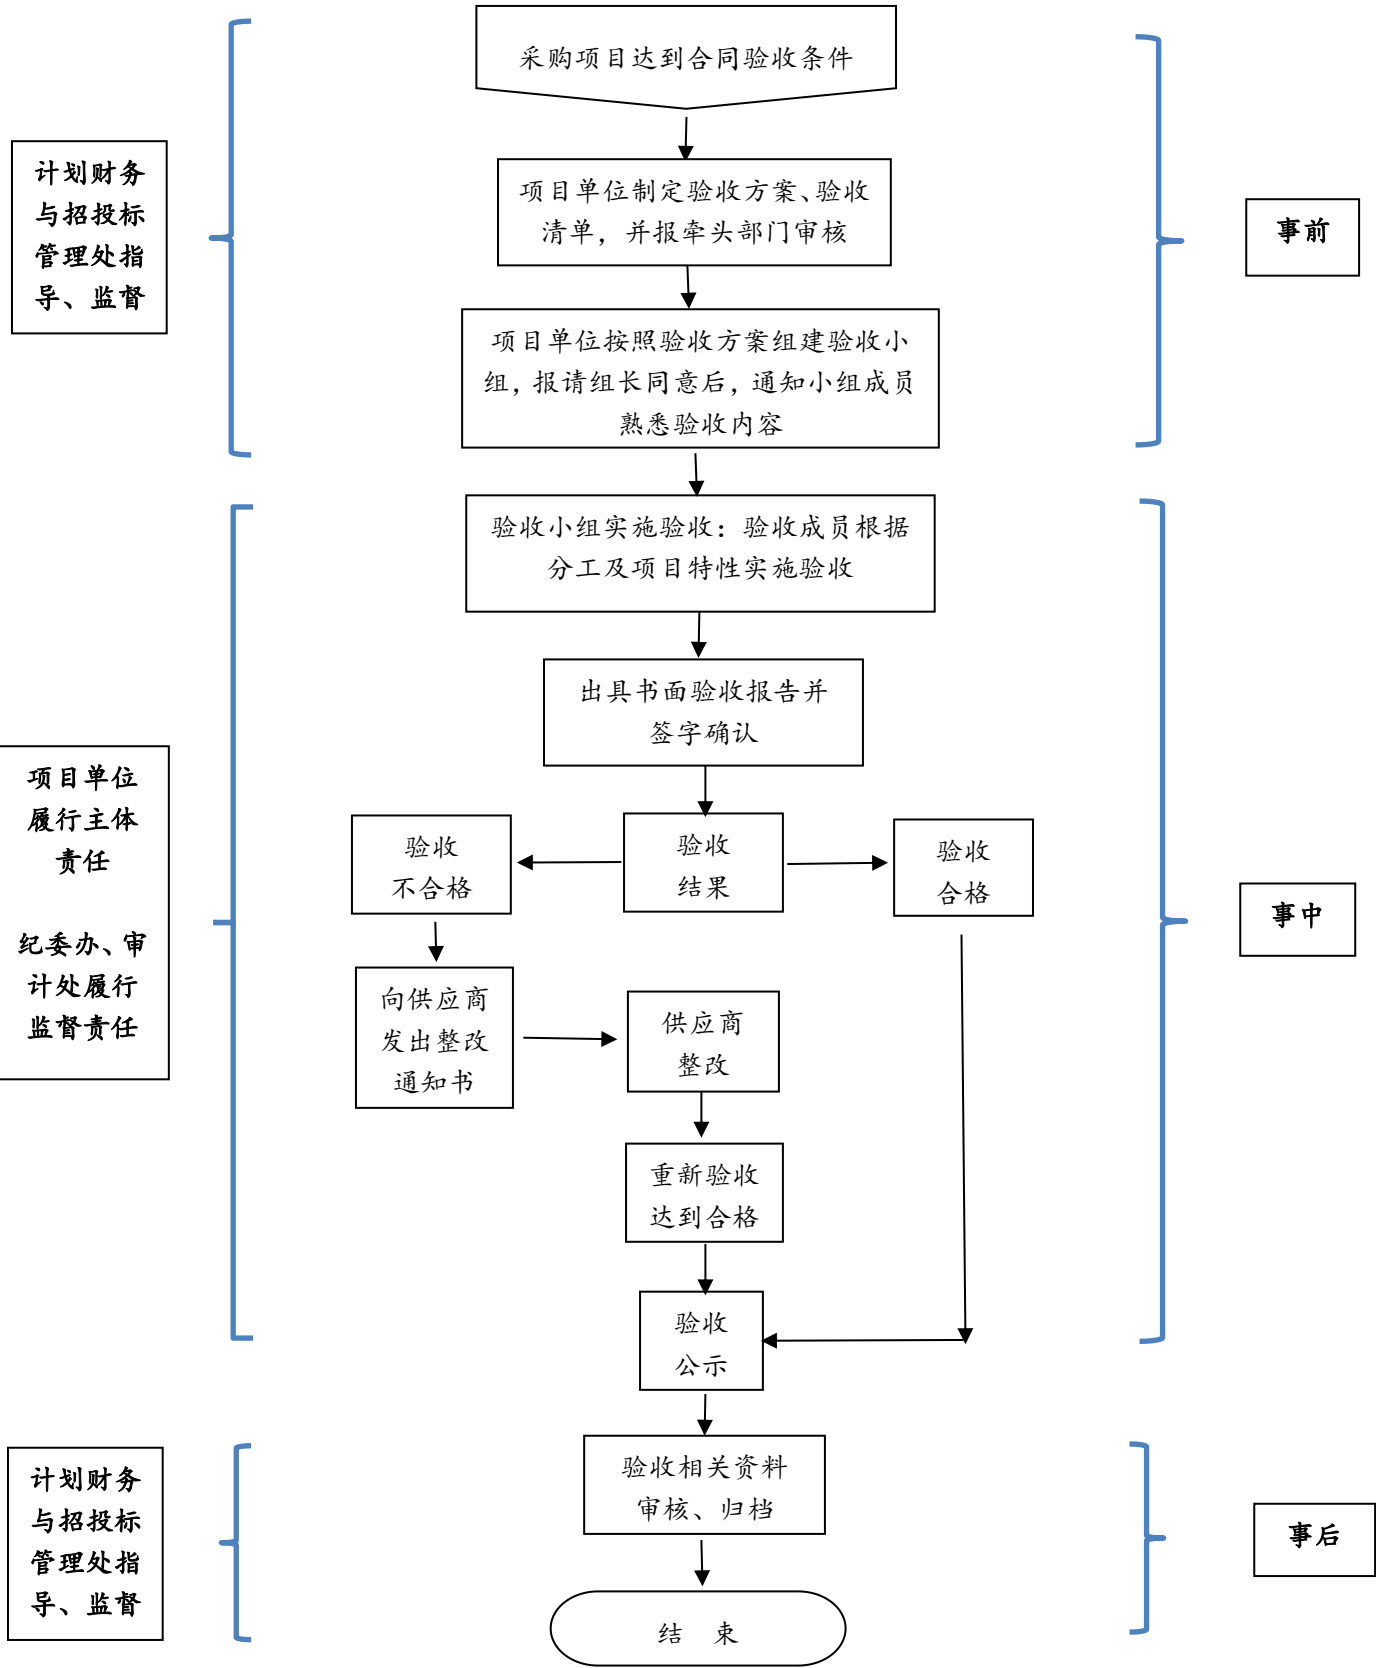 采购项目达到合同验收条件
计划财务
与招投标
管理处指
导、监督
项目单位制定验收方案、验收
清单，并报牵头部门审核
事前
项目单位按照验收方案组建验收小
组，报请组长同意后，通知小组成员
熟悉验收内容
验收小组实施验收：验收成员根据
分工及项目特性实施验收
出具书面验收报告并
签字确认
项目单位
履行主体
责任
纪委办、审
计处履行
监督责任
验收
不合格
验收
结果
验收
合格
事中
向供应商
发出整改
通知书
供应商
整改
重新验收
达到合格
验收
公示
计划财务
与招投标
管理处指
导、监督
验收相关资料
审核、归档
事后
结 束